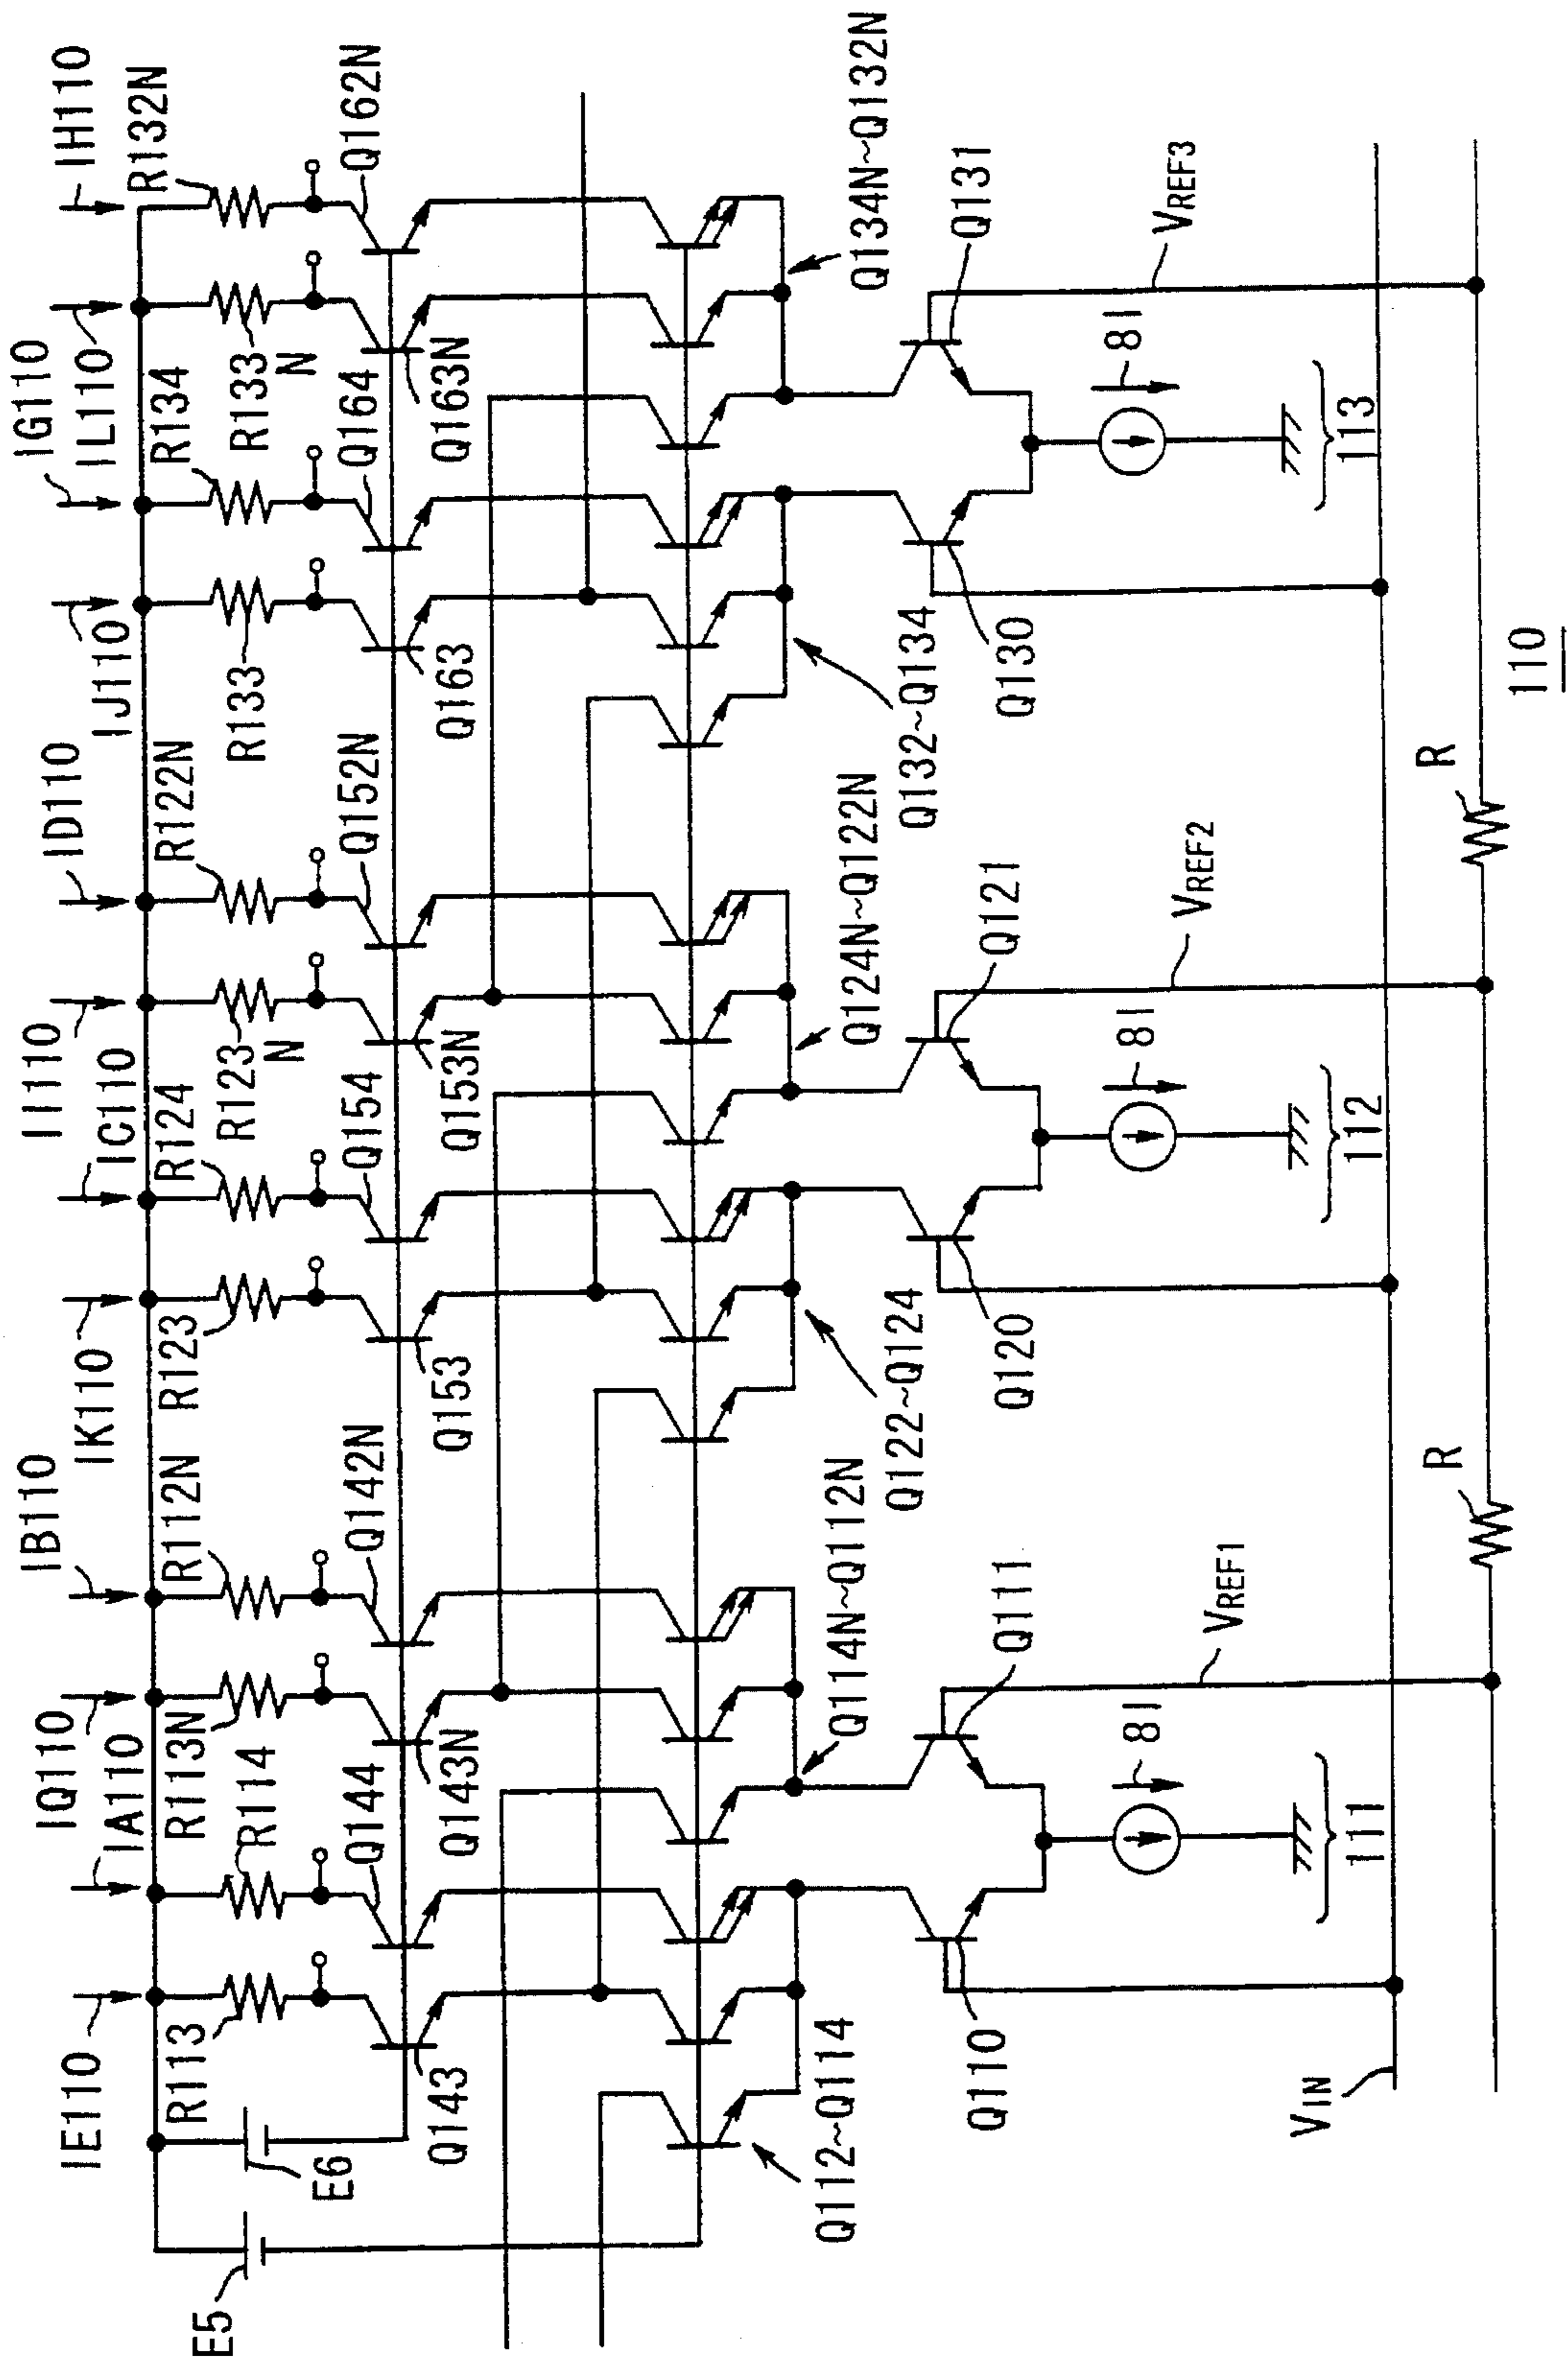 IE110
IQ110
IA110
IB110
IK110
II110
IC110
ID110
IJ110
IG110
IL110
IH110
E5
E6
R113
R114
R113N
R112N
R123
R124
R123
N
R122N
R133
R134
R133
N
R132N
Q143
Q144
Q143N
Q142N
Q153
Q154
Q153N
Q152N
Q163
Q164
Q163N
Q162N
Q112~Q114
Q114N~Q112N
Q122~Q124
Q124N~Q122N
Q132~Q134
Q134N~Q132N
Q110
Q111
Q120
Q121
Q130
Q131
8I
8I
8I
111
112
113
VREF1
VREF2
VREF3
VIN
R
R
110